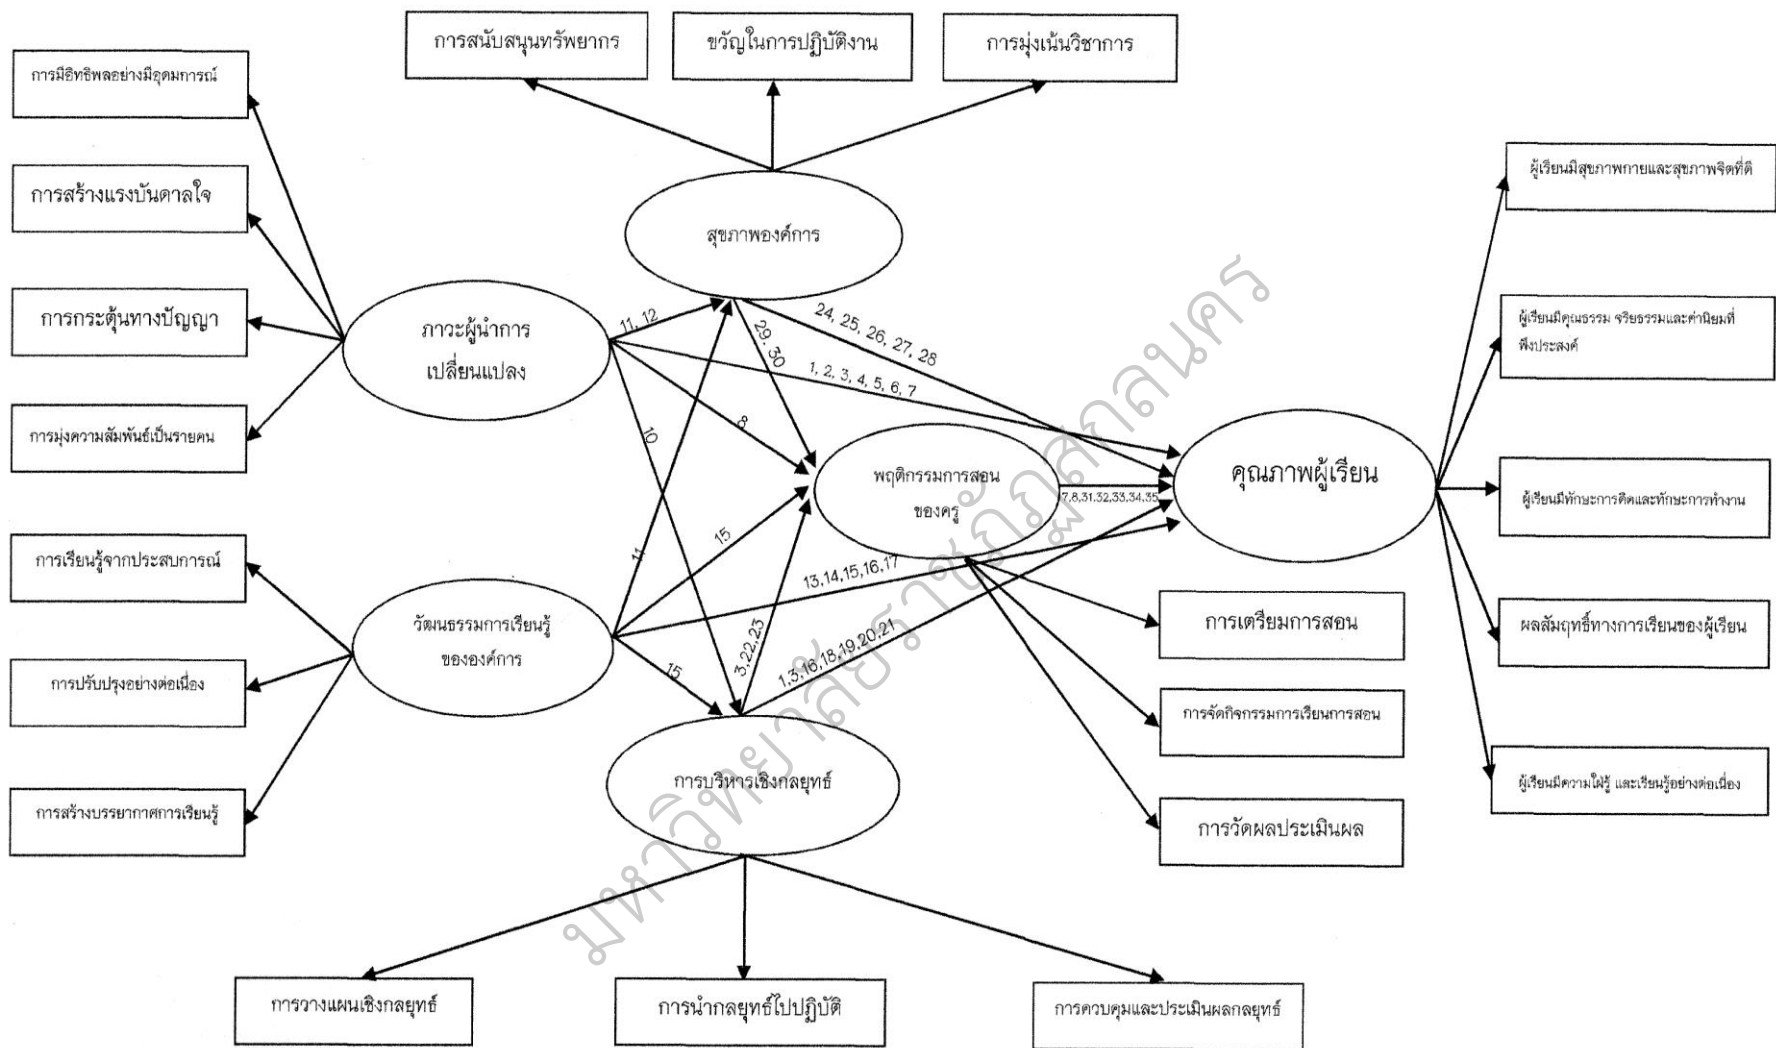 การสนับสนุนทรัพยากร
ขวัญในการปฏิบัติงาน
การมุ่งเน้นวิชาการ
การมีอิทธิพลอย่างมีอุดมการณ์
การสร้างแรงบันดาลใจ
การกระตุ้นทางปัญญา
การมุ่งความสัมพันธ์เป็นรายคน
ภาวะผู้นำการ
เปลี่ยนแปลง
สุขภาพองค์การ
11, 12
29, 30
24, 25, 26, 27, 28
1, 2, 3, 4, 5, 6, 7
8
10
พฤติกรรมการสอน
ของครู
7,8,31,32,33,34,35
คุณภาพผู้เรียน
ผู้เรียนมีสุขภาพกายและสุขภาพจิตที่ดี
ผู้เรียนมีคุณธรรม จริยธรรมและค่านิยมที่
พึงประสงค์
ผู้เรียนมีทักษะการคิดและทักษะการทำงาน
ผลสัมฤทธิ์ทางการเรียนของผู้เรียน
ผู้เรียนมีความใฝ่รู้ และเรียนรู้อย่างต่อเนื่อง
การเรียนรู้จากประสบการณ์
การปรับปรุงอย่างต่อเนื่อง
การสร้างบรรยากาศการเรียนรู้
วัฒนธรรมการเรียนรู้
ขององค์การ
11
15
13,14,15,16,17
15
3,22,23
1,3,16,18,19,20,21
การเตรียมการสอน
การจัดกิจกรรมการเรียนการสอน
การวัดผลประเมินผล
การบริหารเชิงกลยุทธ์
การวางแผนเชิงกลยุทธ์
การนำกลยุทธ์ไปปฏิบัติ
การควบคุมและประเมินผลกลยุทธ์
มหาวิทยาลัยราชภัฏสกลนคร